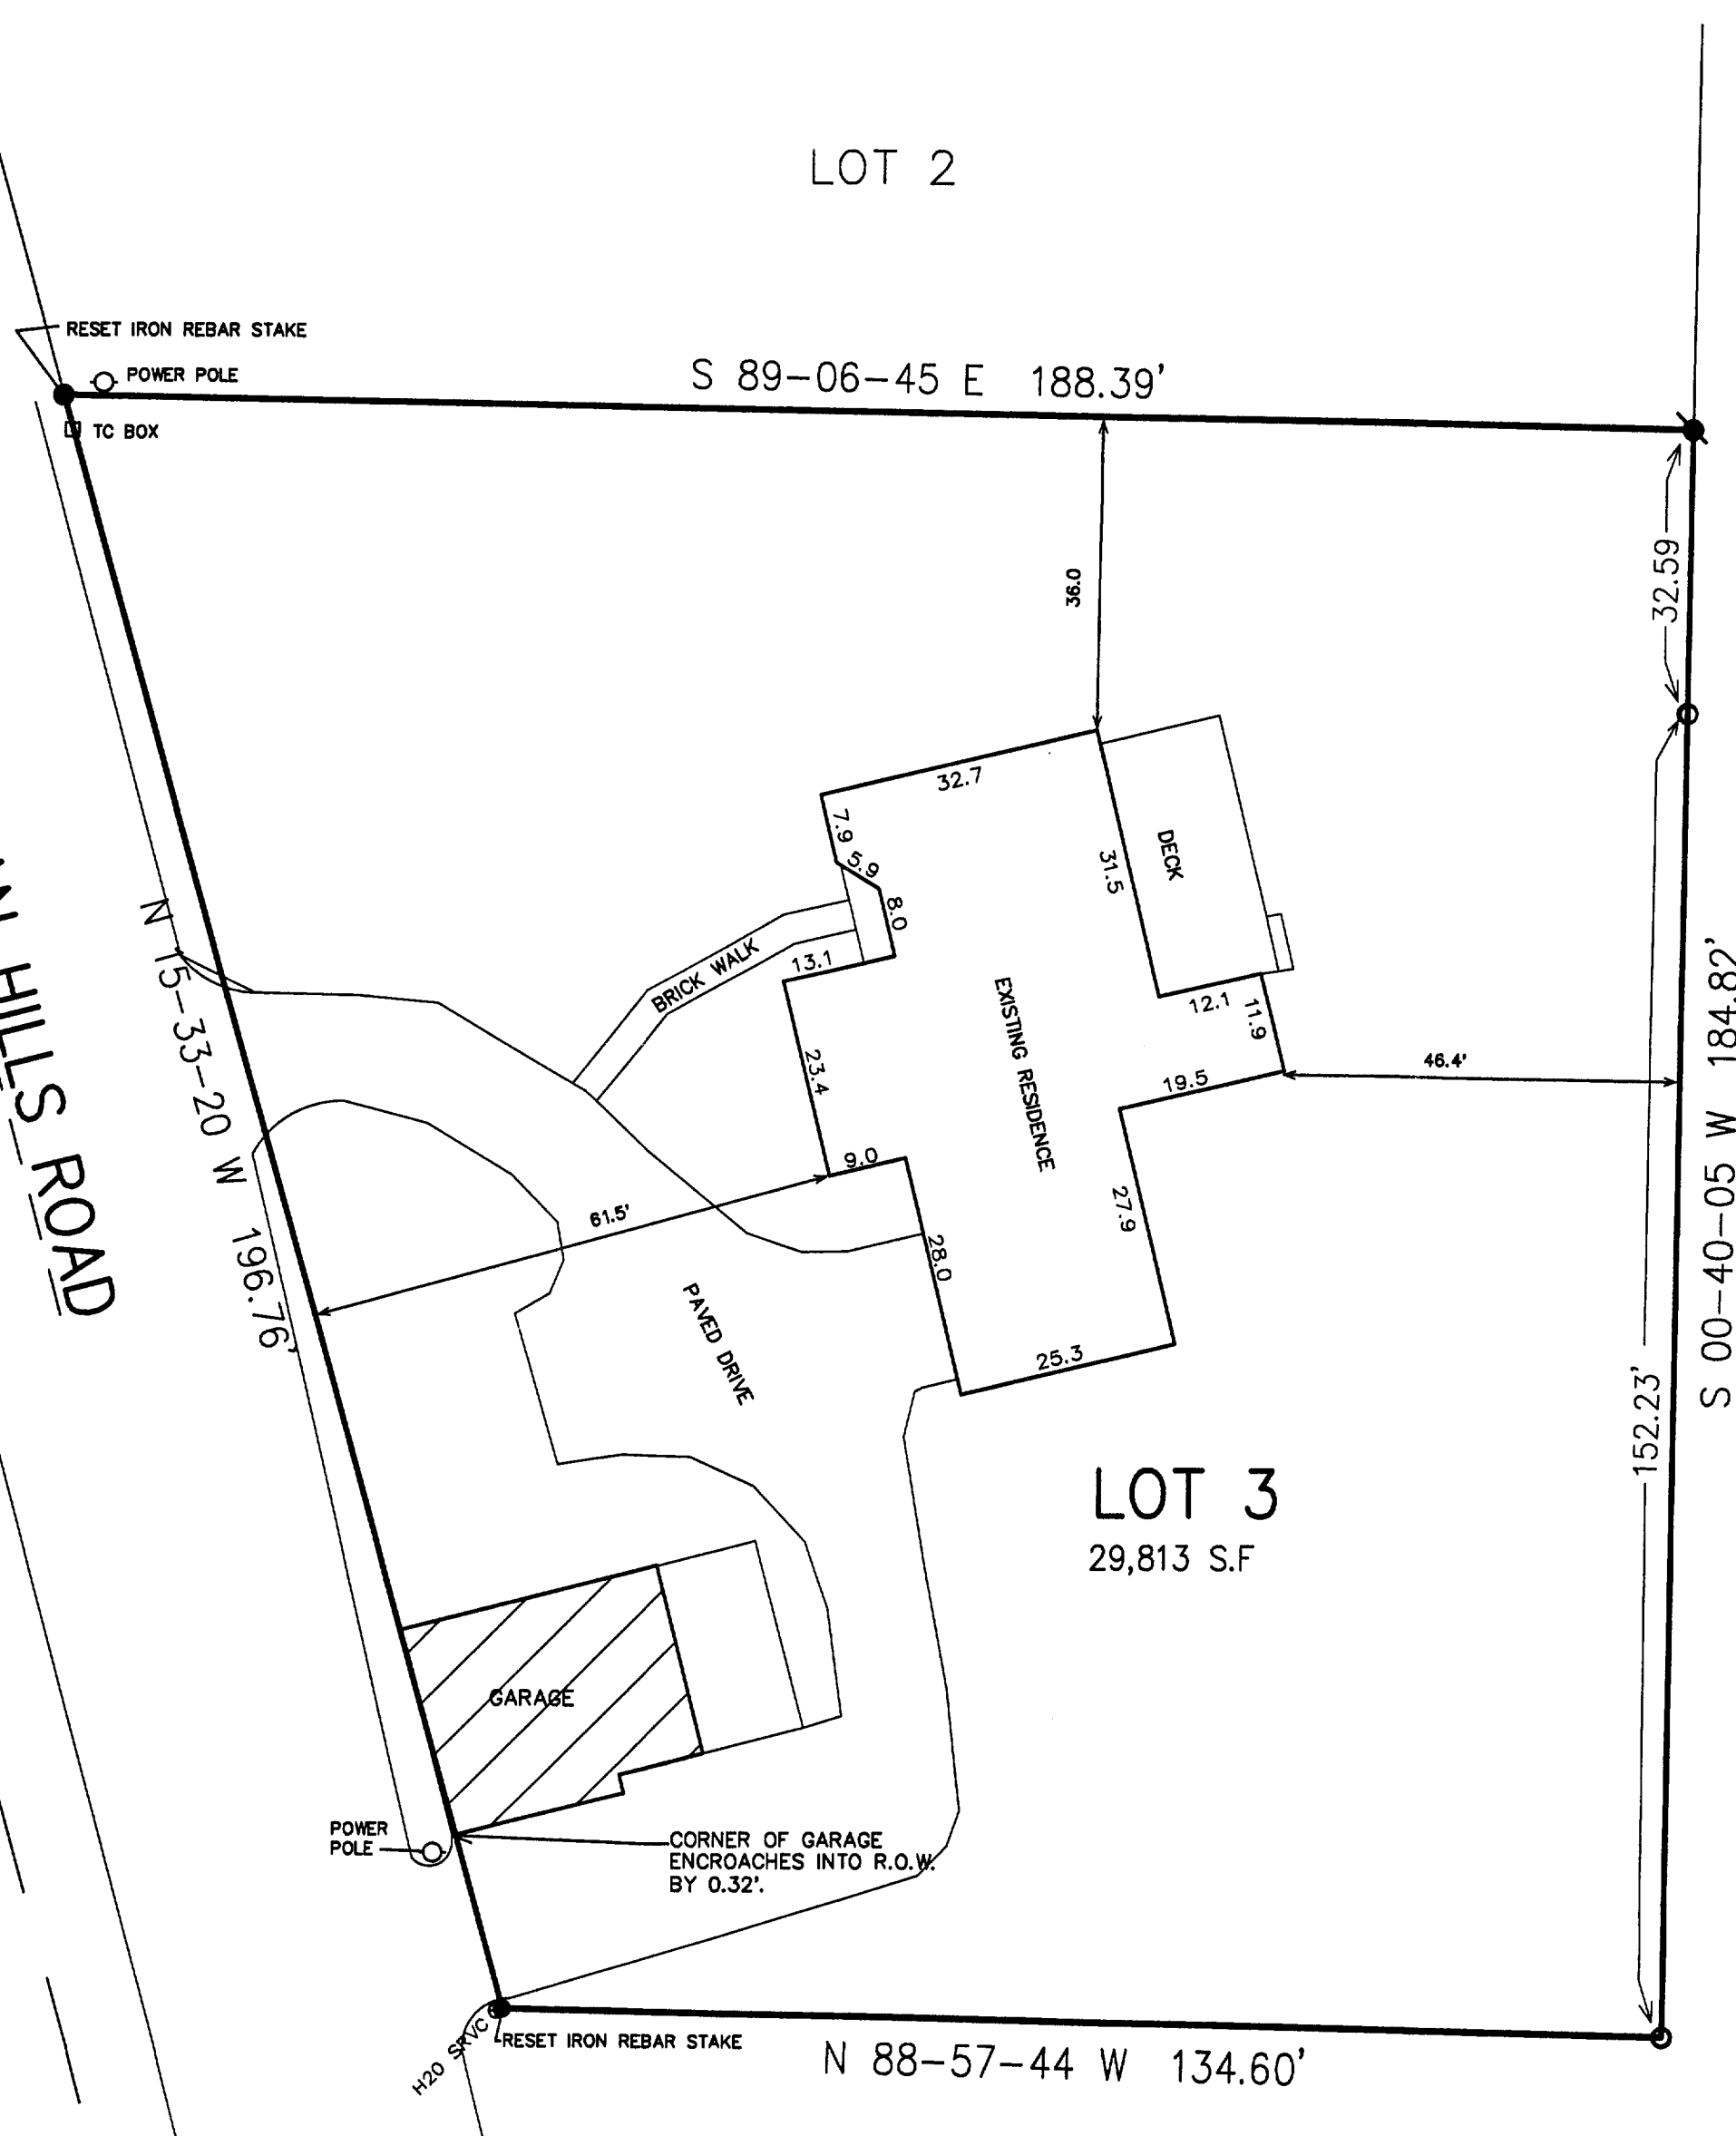 LOT 2
RESET IRON REBAR STAKE
POWER POLE
S 89-06-45 E 188.39'
TC BOX
32.59
36.0
32.7
7.9
5.9
8.0
31.5
DECK
13.1
BRICK WALK
12.1
11.9
EXISTING RESIDENCE
N 15-33-20 W 196.76'
HILLS ROAD
23.4
19.5
46.4'
S 00-40-05 W 184.82'
9.0
61.5'
27.9
28.0
PAVED DRIVE
25.3
152.23'
LOT 3
29,813 S.F
GARAGE
POWER
POLE
CORNER OF GARAGE
ENCROACHES INTO R.O.W.
BY 0.32'.
H20 SRVC
RESET IRON REBAR STAKE
N 88-57-44 W 134.60'